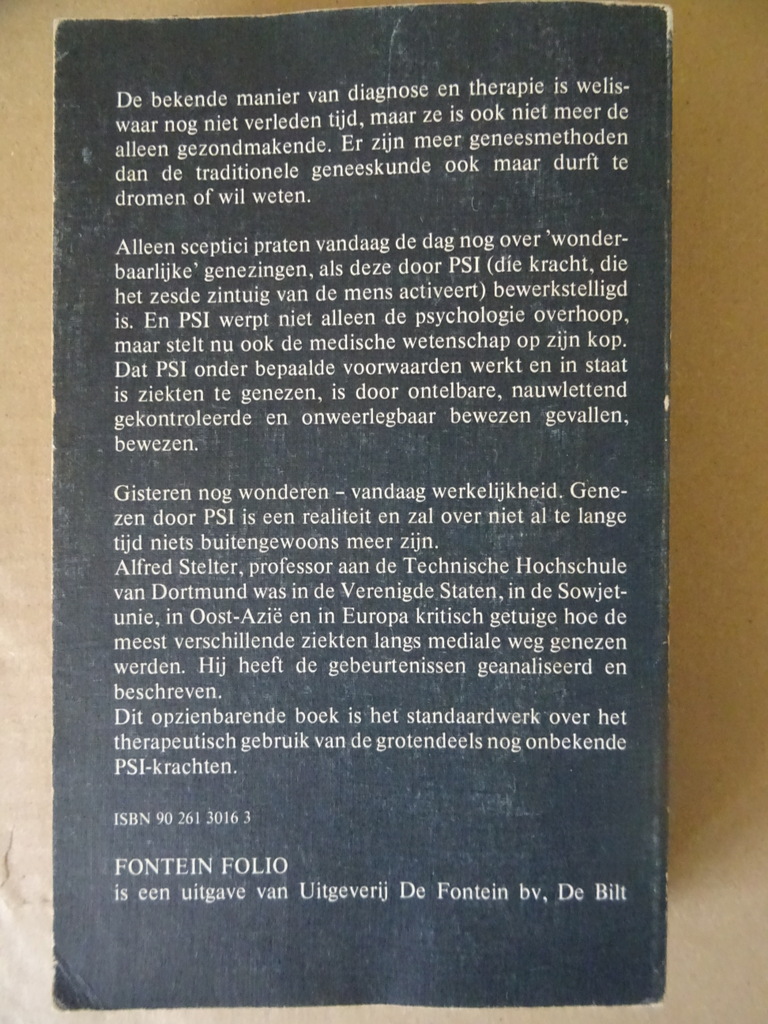 De bekende manier van diagnose en therapie is welis-
waar nog niet verleden tijd, maar ze is ook niet meer de
alleen gezondmakende. Er zijn meer geneesmethoden
dan de traditionele geneeskunde ook maar durft te
dromen of wil weten.
Alleen sceptici praten vandaag de dag nog over 'wonder-
baarlijke' genezingen, als deze door PSI (díe kracht, die
het zesde zintuig van de mens activeert) bewerkstelligd
is. En PSI werpt niet alleen de psychologie overhoop,
maar stelt nu ook de medische wetenschap op zijn kop.
Dat PSI onder bepaalde voorwaarden werkt en in staat
is ziekten te genezen, is door ontelbare, nauwlettend
gekontroleerde en onweerlegbaar bewezen gevallen,
bewezen.
Gisteren nog wonderen – vandaag werkelijkheid. Gene-
zen door PSI is een realiteit en zal over niet al te lange
tijd niets buitengewoons meer zijn.
Alfred Stelter, professor aan de Technische Hochschule
van Dortmund was in de Verenigde Staten, in de Sowjet-
unie, in Oost-Azië en in Europa kritisch getuige hoe de
meest verschillende ziekten langs mediale weg genezen
werden. Hij heeft de gebeurtenissen geanaliseerd en
beschreven.
Dit opzienbarende boek is het standaardwerk over het
therapeutisch gebruik van de grotendeels nog onbekende
PSI-krachten.
ISBN 90 261 3016 3
FONTEIN FOLIO
is een uitgave van Uitgeverij De Fontein bv, De Bilt